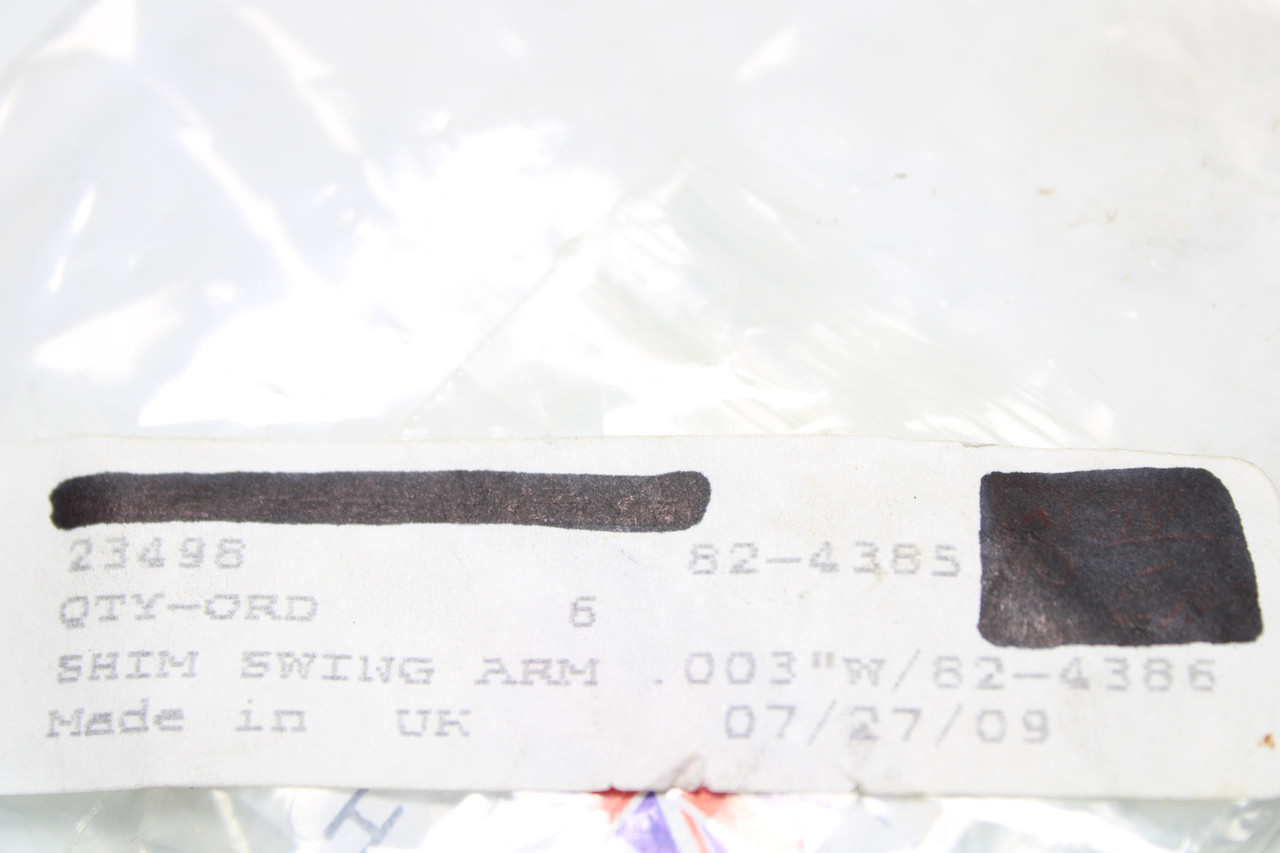 23498 82-4385
QTY-ORD 6
SHIM SWING ARM .003"W/82-4386
Made in UK 07/27/09